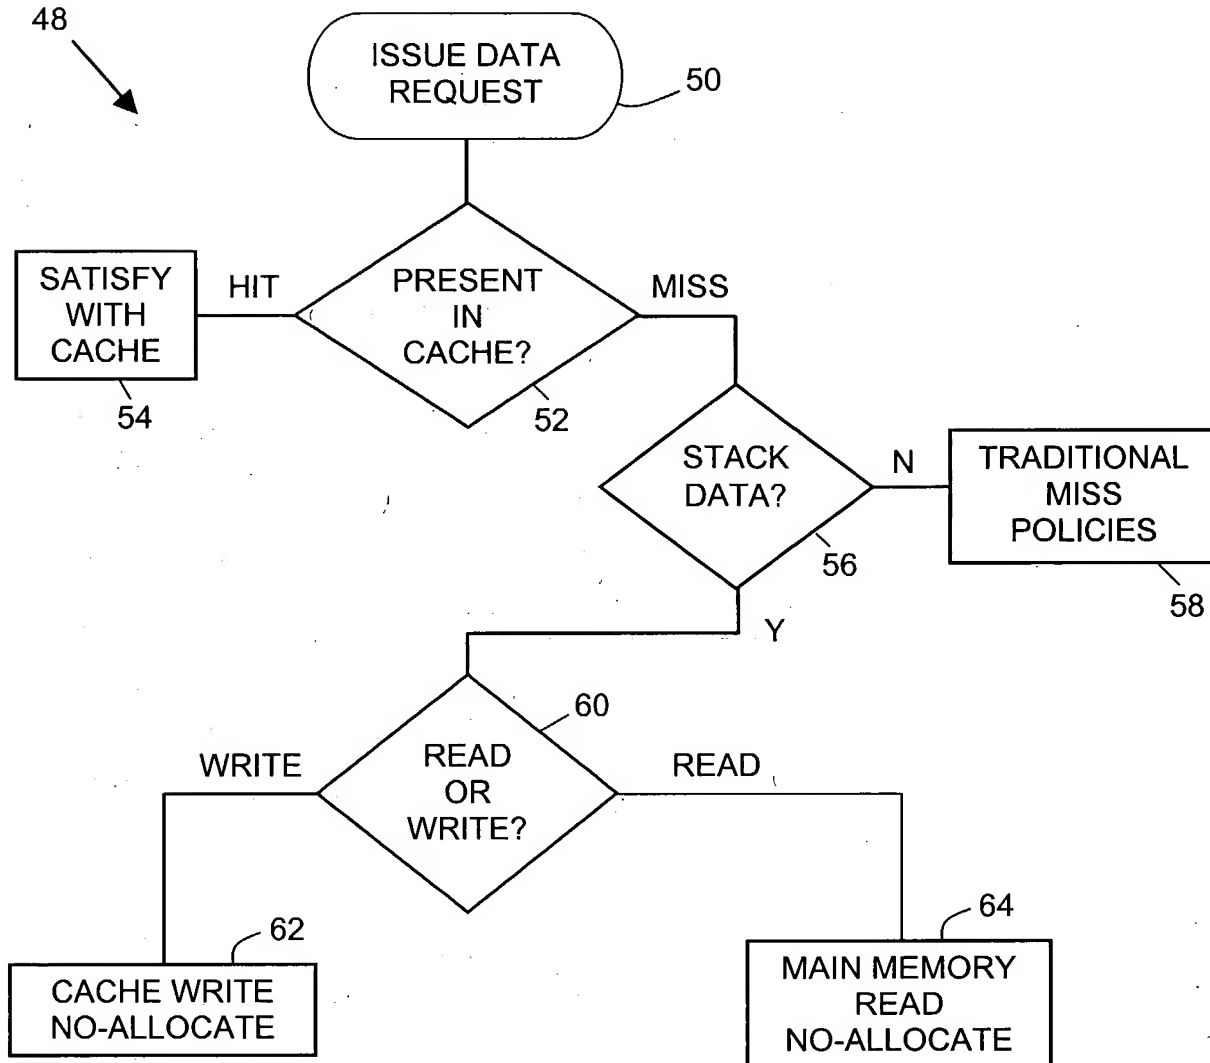 48
ISSUE DATA
REQUEST
50
SATISFY
WITH
CACHE
54
HIT
PRESENT
IN
CACHE?
52
MISS
STACK
DATA?
56
N
TRADITIONAL
MISS
POLICIES
58
Y
60
READ
OR
WRITE?
WRITE
READ
62
CACHE WRITE
NO-ALLOCATE
64
MAIN MEMORY
READ
NO-ALLOCATE